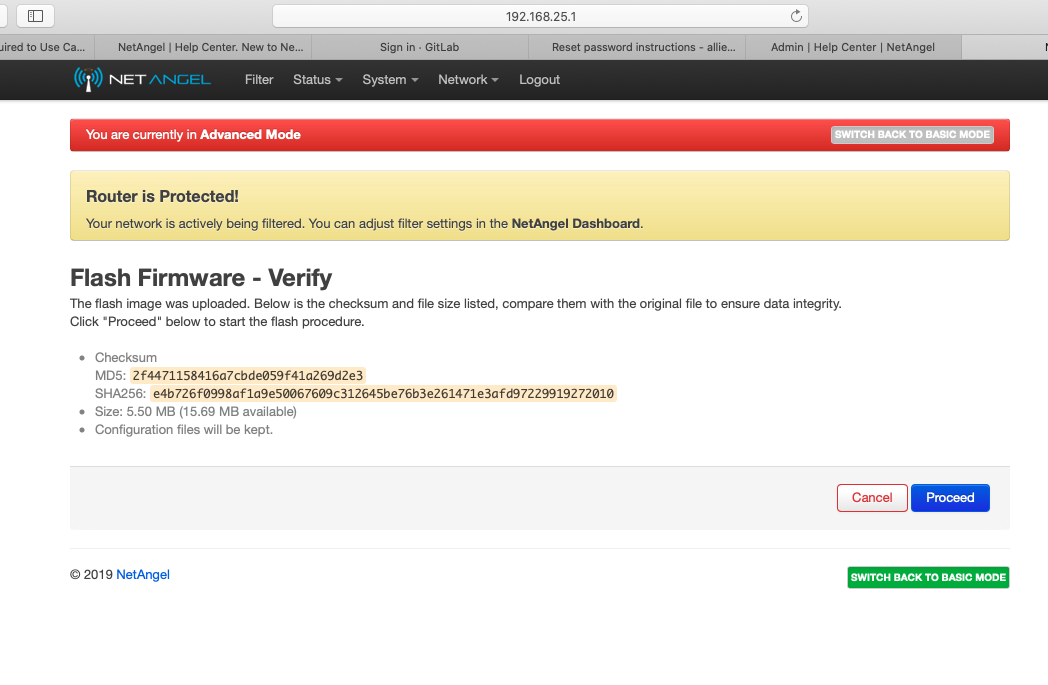 192.168.25.1
uired to Use Ca...
NetAngel | Help Center. New to Ne...
Sign in · GitLab
Reset password instructions - allie...
Admin | Help Center | NetAngel
NETANGEL Filter Status System Network Logout
You are currently in Advanced Mode
SWITCH BACK TO BASIC MODE
Router is Protected!
Your network is actively being filtered. You can adjust filter settings in the NetAngel Dashboard.
Flash Firmware - Verify
The flash image was uploaded. Below is the checksum and file size listed, compare them with the original file to ensure data integrity.
Click "Proceed" below to start the flash procedure.
• Checksum
MD5: 2f4471158416a7cbde059f41a269d2e3
SHA256: e4b726f0998af1a9e50067609c312645be76b3e261471e3afd97229919272010
• Size: 5.50 MB (15.69 MB available)
• Configuration files will be kept.
Cancel Proceed
© 2019 NetAngel
SWITCH BACK TO BASIC MODE